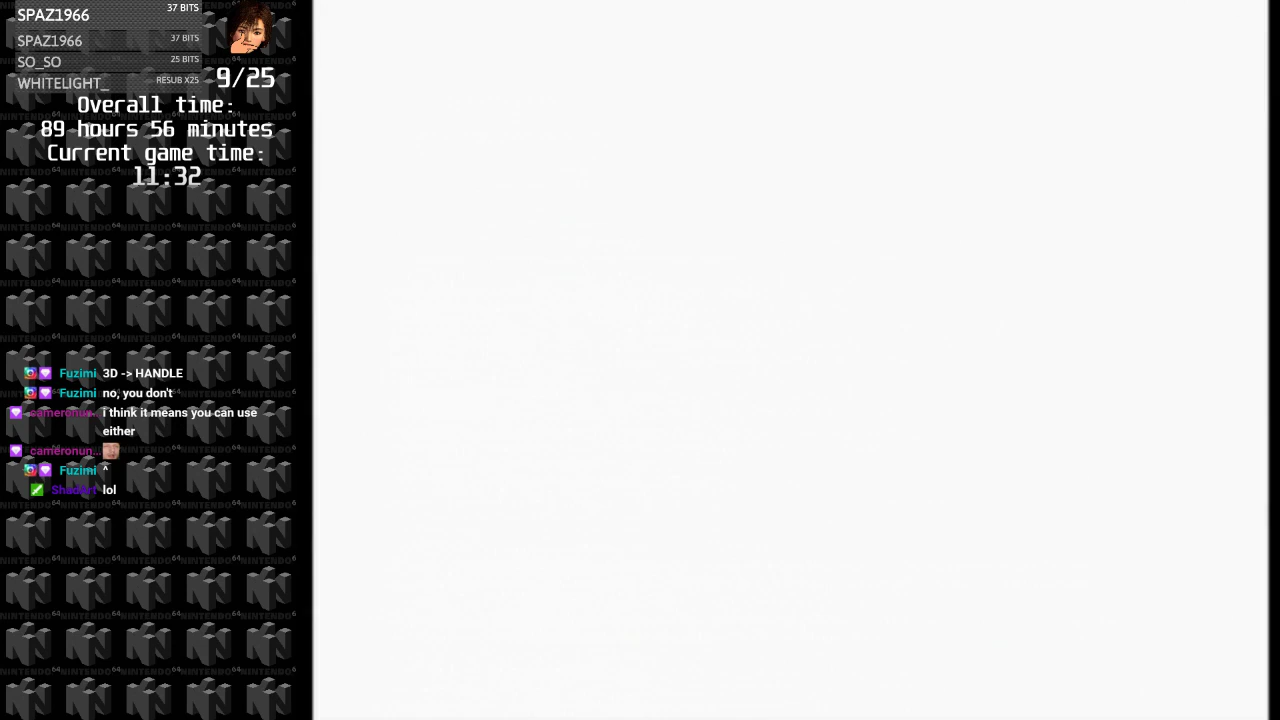 SPAZ1966 37 BITS
SPAZ1966 37 BITS
SO_SO 25 BITS
WHITELIGHT_ RESUB X25
9/25
Overall time:
89 hours 56 minutes
Current game time:
11:32
Fuzimi 3D -> HANDLE
Fuzimi no, you don't
i think it means you can use
either
Fuzimi ^
lol